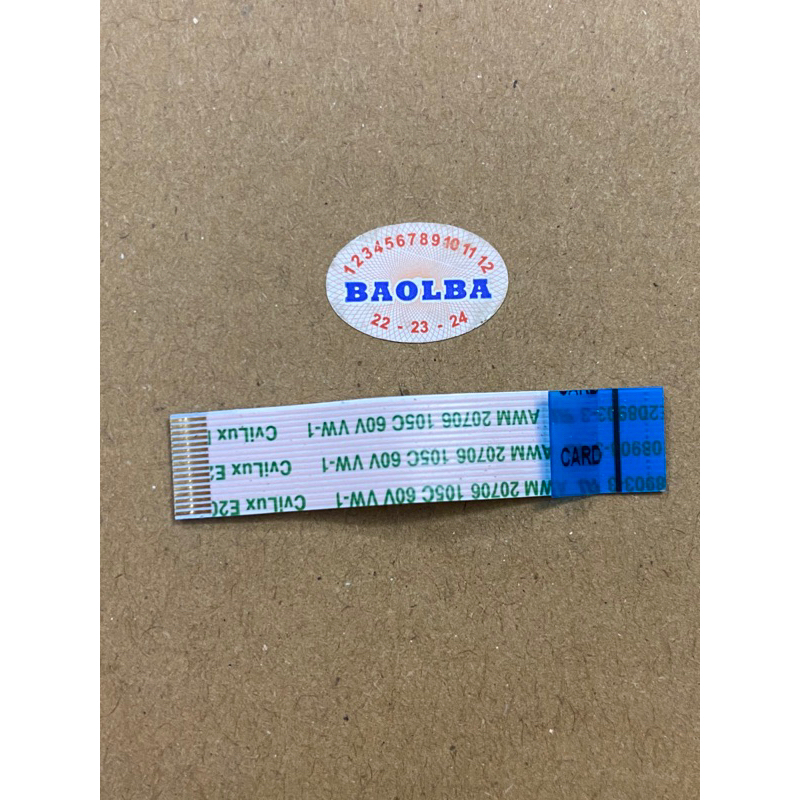 1 2 3 4 5 6 7 8 9 10 11 12
BAOLBA
22 - 23 - 24
CARD
AWM 20706 105C 60V VW-1 CviLux
AWM 20706 105C 60V VW-1 CviLux
CARD
AWM 20706 105C 60V VW-1 CviLux